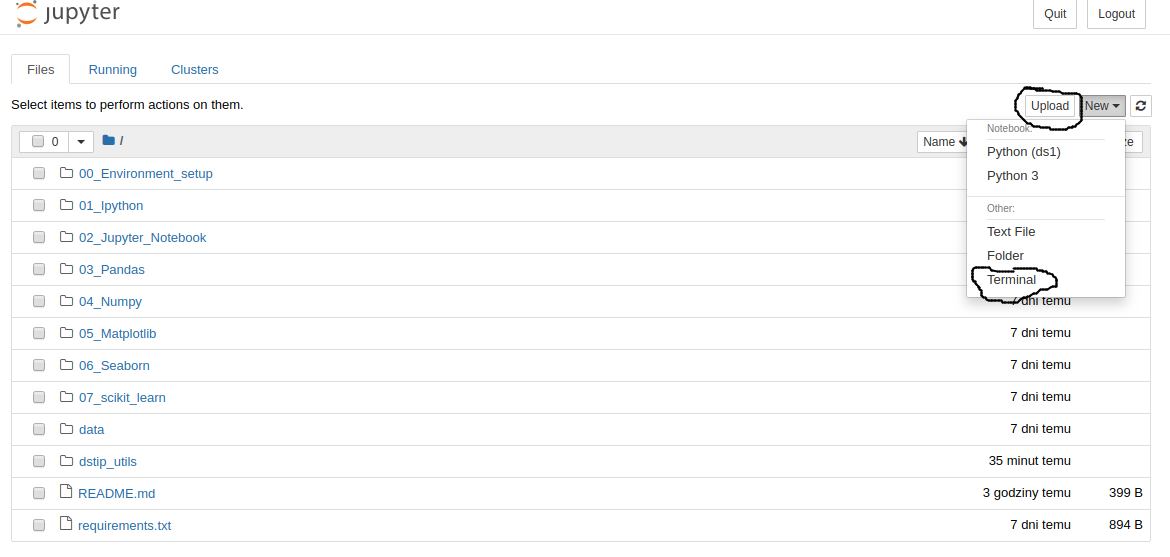 jupyter
Quit
Logout
Files
Running
Clusters
Select items to perform actions on them.
Upload
New
0
/
Name
ze
Notebook:
Python (ds1)
Python 3
Other:
Text File
Folder
Terminal
00_Environment_setup
01_Ipython
02_Jupyter_Notebook
03_Pandas
04_Numpy 7 dni temu
05_Matplotlib 7 dni temu
06_Seaborn 7 dni temu
07_scikit_learn 7 dni temu
data 7 dni temu
dstip_utils 35 minut temu
README.md 3 godziny temu 399 B
requirements.txt 7 dni temu 894 B